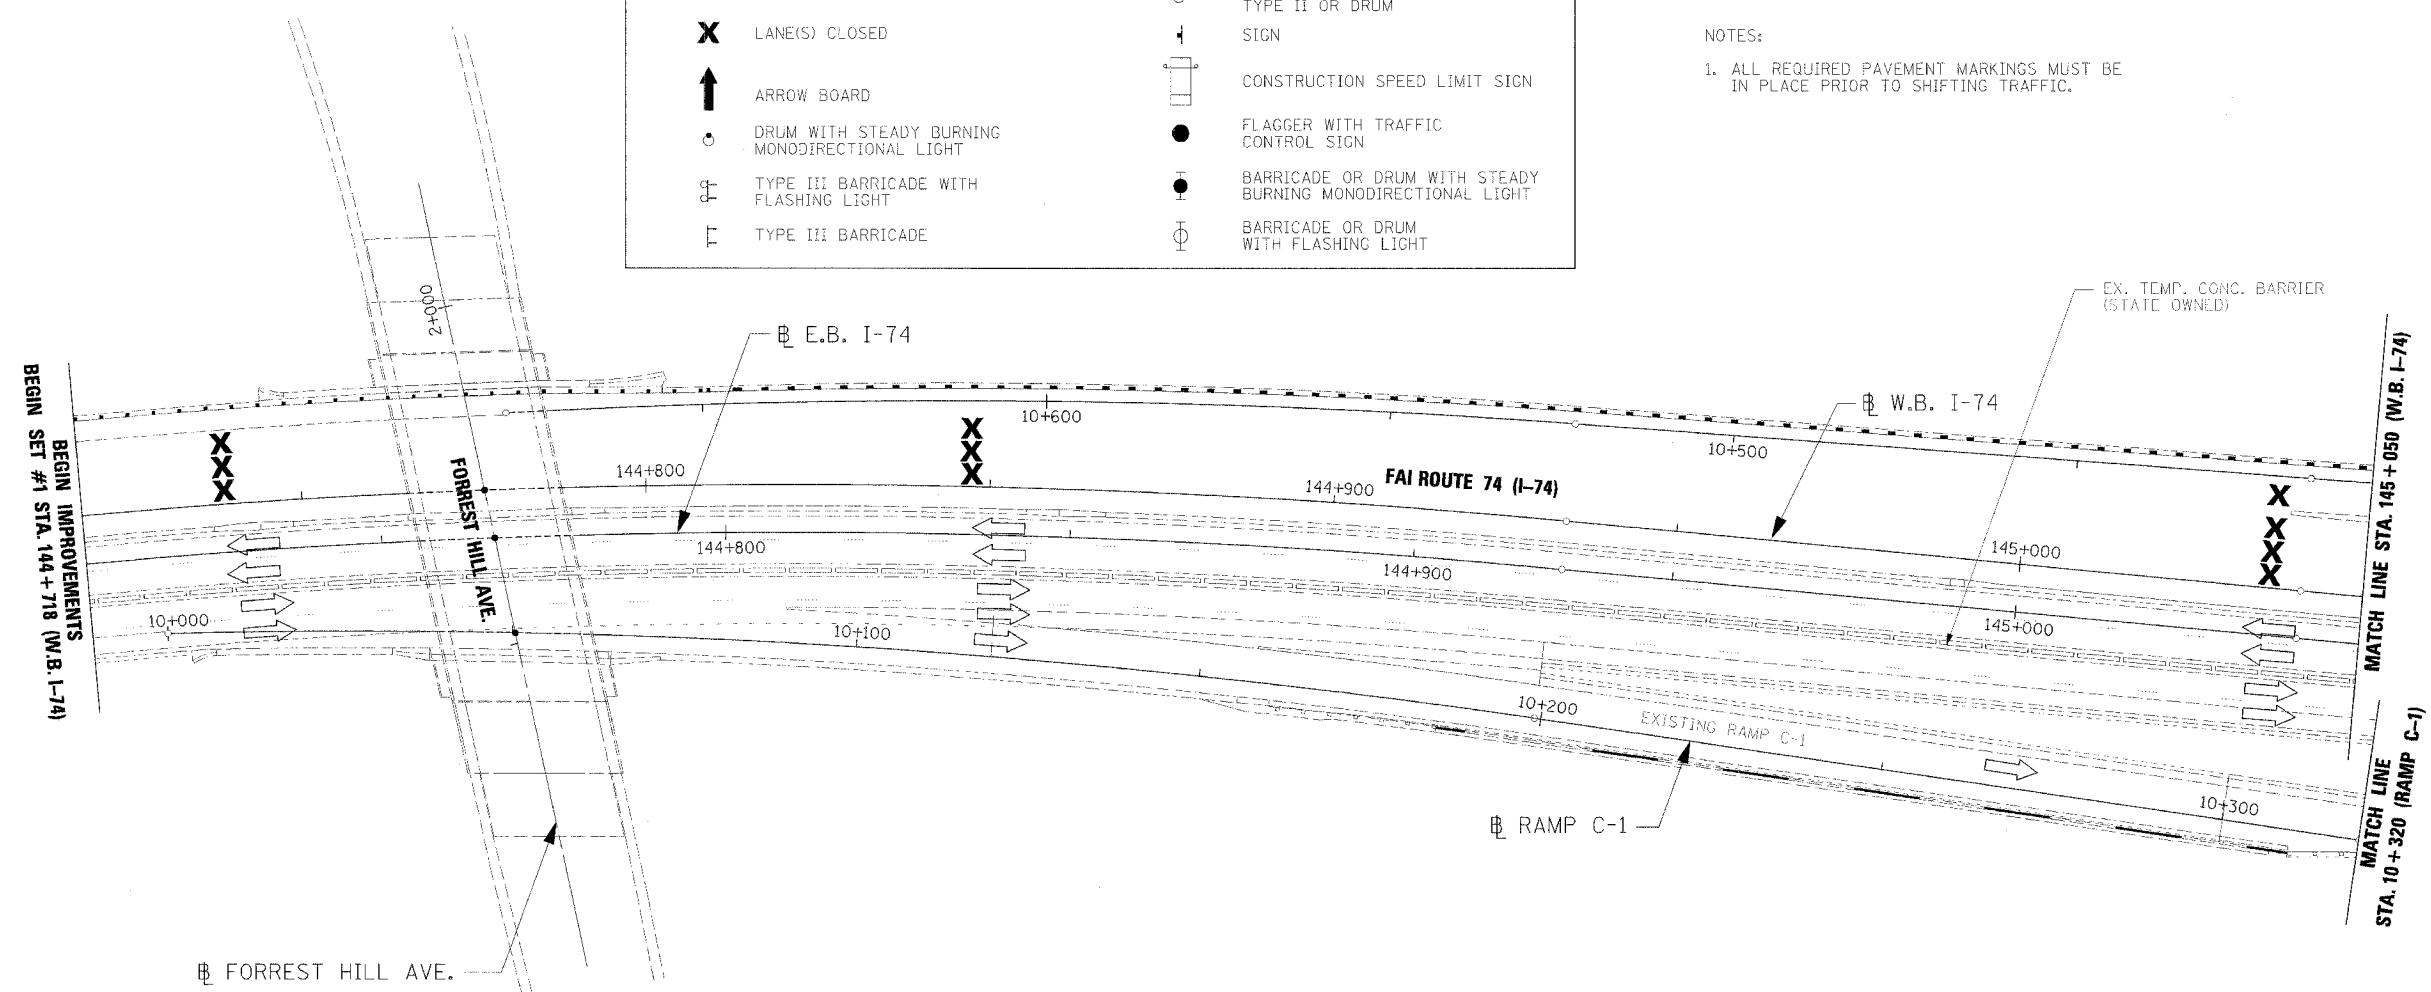 TYPE II OR DRUM
LANE(S) CLOSED
SIGN
ARROW BOARD
CONSTRUCTION SPEED LIMIT SIGN
DRUM WITH STEADY BURNING
MONODIRECTIONAL LIGHT
FLAGGER WITH TRAFFIC
CONTROL SIGN
TYPE III BARRICADE WITH
FLASHING LIGHT
BARRICADE OR DRUM WITH STEADY
BURNING MONODIRECTIONAL LIGHT
TYPE III BARRICADE
BARRICADE OR DRUM
WITH FLASHING LIGHT
NOTES:
1. ALL REQUIRED PAVEMENT MARKINGS MUST BE
IN PLACE PRIOR TO SHIFTING TRAFFIC.
EX. TEMP. CONC. BARRIER
(STATE OWNED)
2+000
BL E.B. I-74
BL W.B. I-74
10+600
10+500
144+800
144+900
145+000
FAI ROUTE 74 (I-74)
144+800
144+900
145+000
FORREST HILL AVE.
10+000
10+100
10+200
10+300
EXISTING RAMP C-1
BL RAMP C-1
BL FORREST HILL AVE.
BEGIN IMPROVEMENTS
BEGIN SET #1 STA. 144+718 (W.B. I-74)
MATCH LINE STA. 145+050 (W.B. I-74)
MATCH LINE
STA. 10+320 (RAMP C-1)